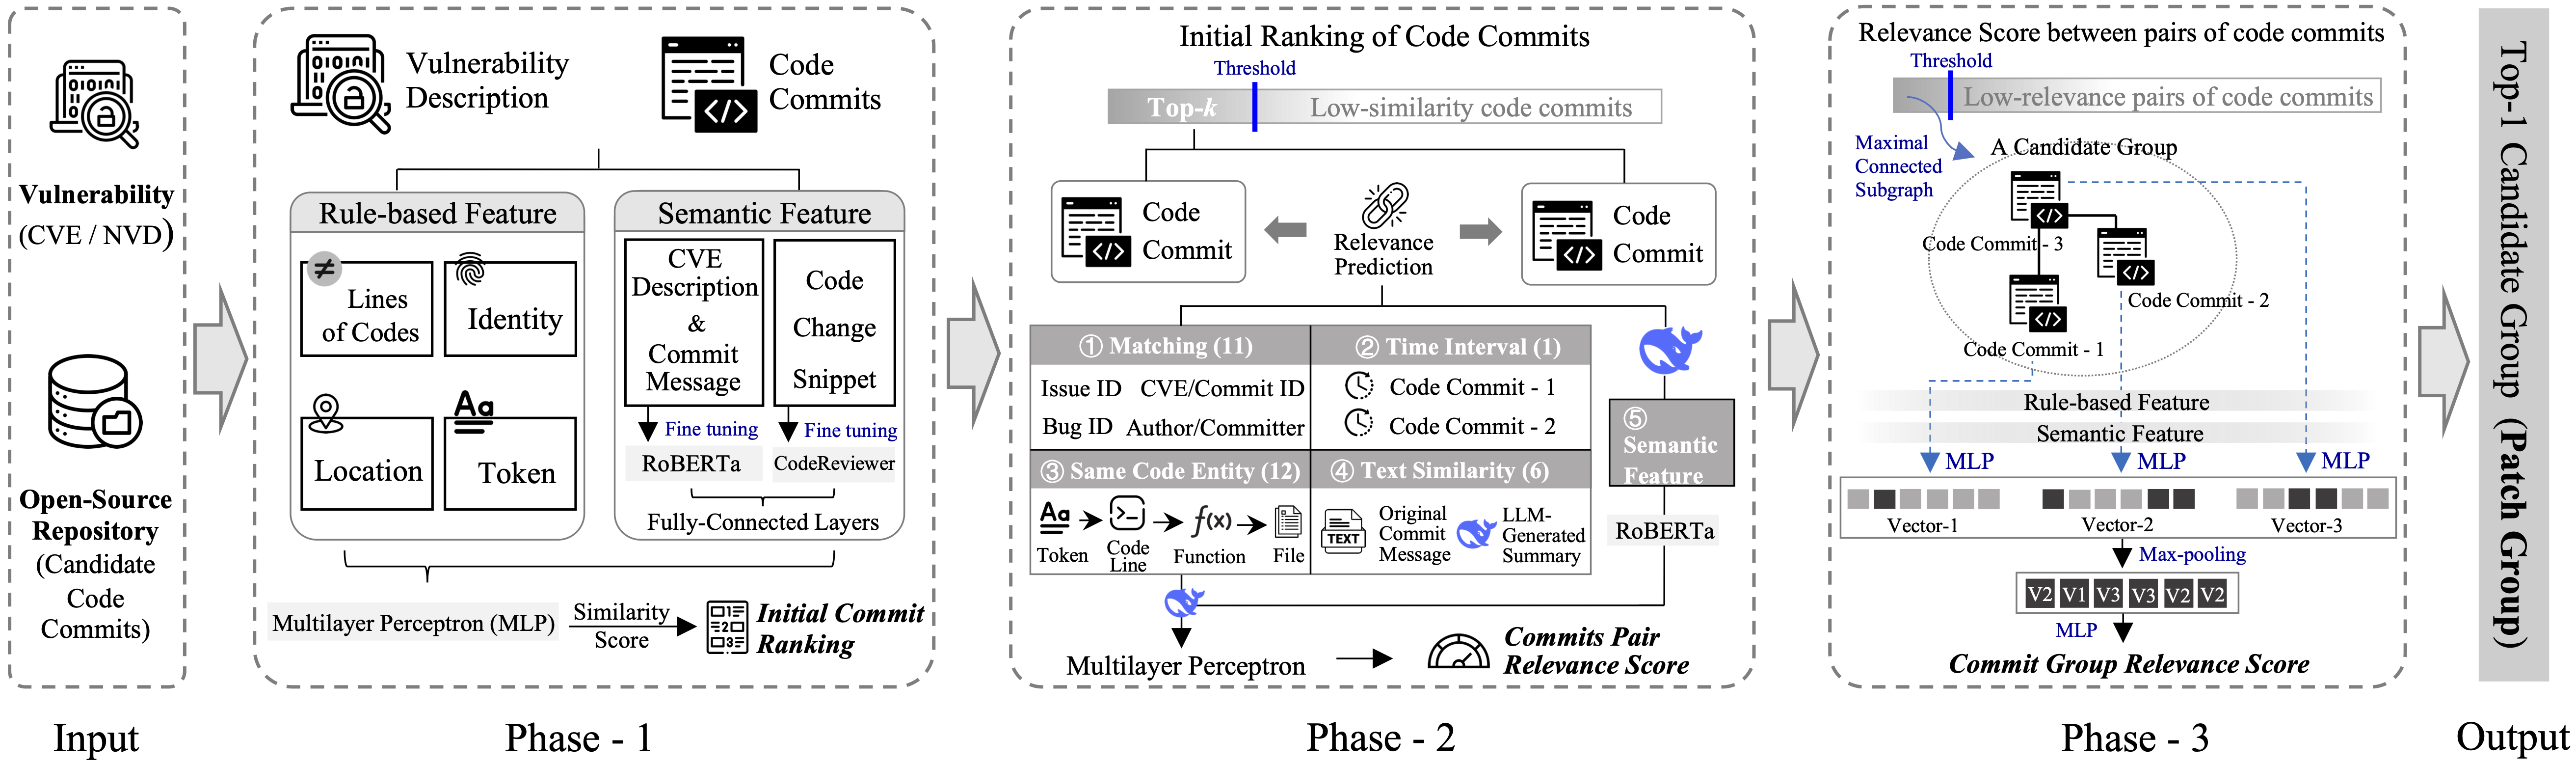 Vulnerability
(CVE / NVD)
Open-Source
Repository
(Candidate
Code
Commits)
Input
Vulnerability
Description
Code
Commits
Rule-based Feature
Lines
of Codes
Identity
Location
Aa
Token
Semantic Feature
CVE
Description
&
Commit
Message
Code
Change
Snippet
Fine tuning
Fine tuning
RoBERTa
CodeReviewer
Fully-Connected Layers
Multilayer Perceptron (MLP)
Similarity
Score
Initial Commit
Ranking
Phase - 1
Initial Ranking of Code Commits
Threshold
Top-k
Low-similarity code commits
Code
Commit
Relevance
Prediction
Code
Commit
① Matching (11)
Issue ID CVE/Commit ID
Bug ID Author/Committer
② Time Interval (1)
Code Commit - 1
Code Commit - 2
③ Same Code Entity (12)
Aa
Token
Code
Line
f(x)
Function
File
④ Text Similarity (6)
TEXT
Original
Commit
Message
LLM-
Generated
Summary
⑤
Semantic
Feature
RoBERTa
Multilayer Perceptron
Commits Pair
Relevance Score
Phase - 2
Relevance Score between pairs of code commits
Threshold
Low-relevance pairs of code commits
Maximal
Connected
Subgraph
A Candidate Group
Code Commit - 3
Code Commit - 2
Code Commit - 1
Rule-based Feature
Semantic Feature
MLP
MLP
MLP
Vector-1
Vector-2
Vector-3
Max-pooling
V2 V1 V3 V3 V2 V2
MLP
Commit Group Relevance Score
Phase - 3
Top-1 Candidate Group (Patch Group)
Output